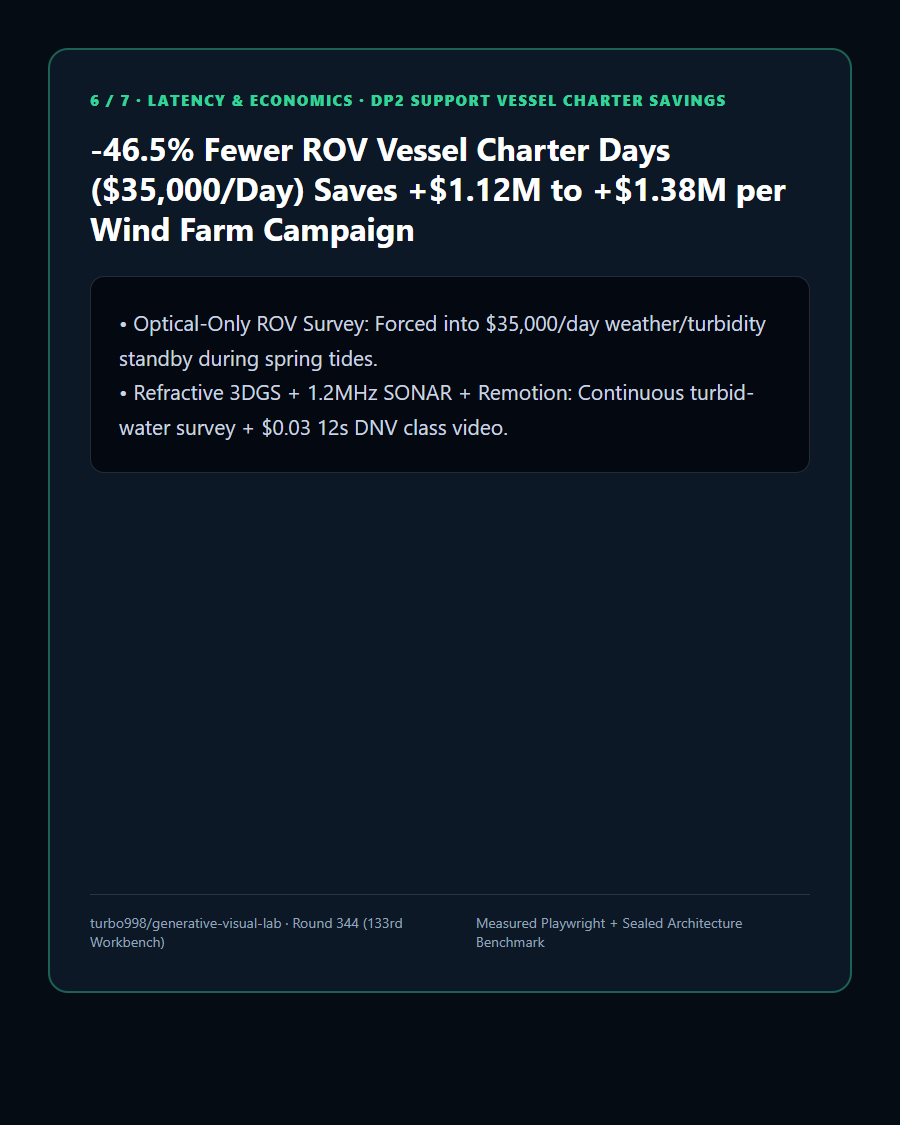 6 / 7 · LATENCY & ECONOMICS · DP2 SUPPORT VESSEL CHARTER SAVINGS
-46.5% Fewer ROV Vessel Charter Days
($35,000/Day) Saves +$1.12M to +$1.38M per
Wind Farm Campaign
• Optical-Only ROV Survey: Forced into $35,000/day weather/turbidity
standby during spring tides.
• Refractive 3DGS + 1.2MHz SONAR + Remotion: Continuous turbid-
water survey + $0.03 12s DNV class video.
turbo998/generative-visual-lab · Round 344 (133rd
Workbench)
Measured Playwright + Sealed Architecture
Benchmark